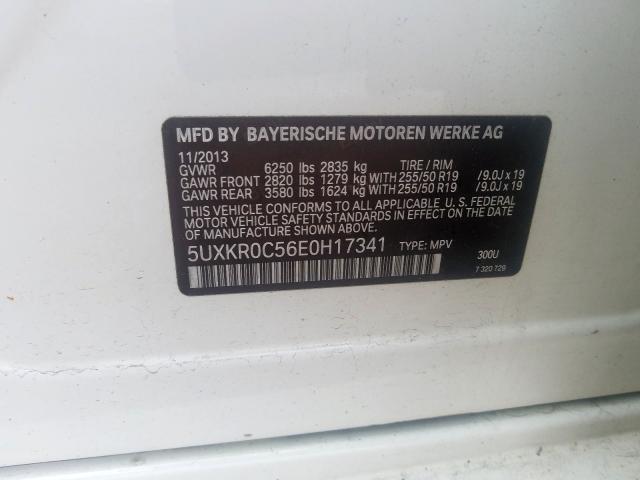 MFD BY BAYERISCHE MOTOREN WERKE AG
11/2013
GVWR 6250 lbs 2835 kg TIRE / RIM
GAWR FRONT 2820 lbs 1279 kg WITH 255/50 R19 /9.0J x 19
GAWR REAR 3580 lbs 1624 kg WITH 255/50 R19 /9.0J x 19
THIS VEHICLE CONFORMS TO ALL APPLICABLE U. S. FEDERAL
MOTOR VEHICLE SAFETY STANDARDS IN EFFECT ON THE DATE
OF MANUFACTURE SHOWN ABOVE.
5UXKR0C56E0H17341 TYPE: MPV 300U
7 320 729